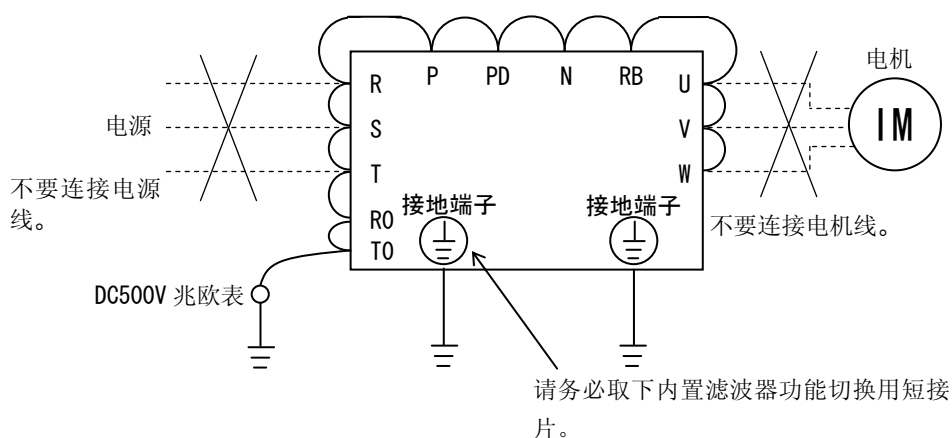 电机
R
P
PD
N
RB
U
电源
S
V
IM
T
W
不要连接电源
线。
接地端子
接地端子
不要连接电机线。
R0
T0
DC500V 兆欧表
请务必取下内置滤波器功能切换用短接
片。